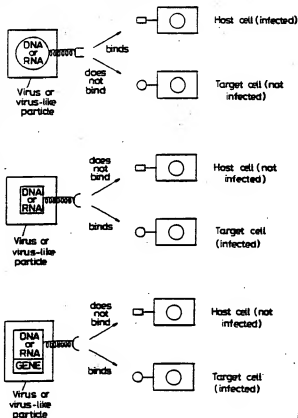 Host cell (infected)
DNA
or
RNA
binds
does
not
bind
Virus or
virus-like
particle
Target cell (not
infected)
does
not
bind
Host cell (not
infected)
DNA
or
RNA
binds
Target cell
(infected)
Virus or
virus-like
particle
does
not
bind
Host cell (not
infected)
DNA
or
RNA
GENE
binds
Target cell
(infected)
Virus or
virus-like
particle